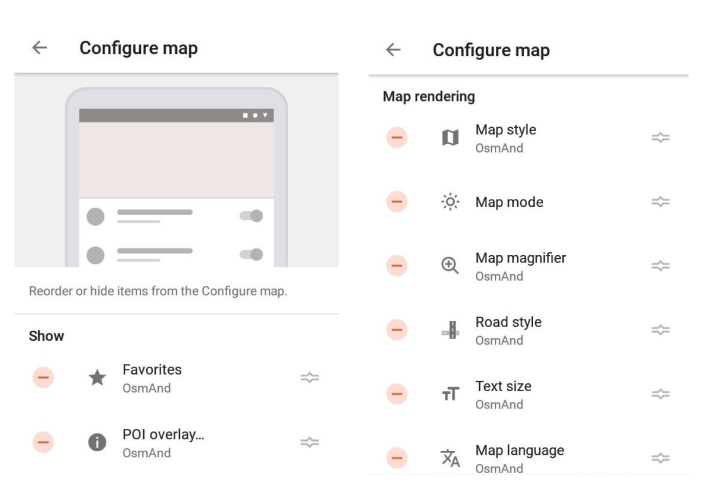 Configure map
Reorder or hide items from the Configure map.
Show
Favorites
OsmAnd
POI overlay...
OsmAnd
Configure map
Map rendering
Map style
OsmAnd
Map mode
Map magnifier
OsmAnd
Road style
OsmAnd
Text size
OsmAnd
Map language
OsmAnd